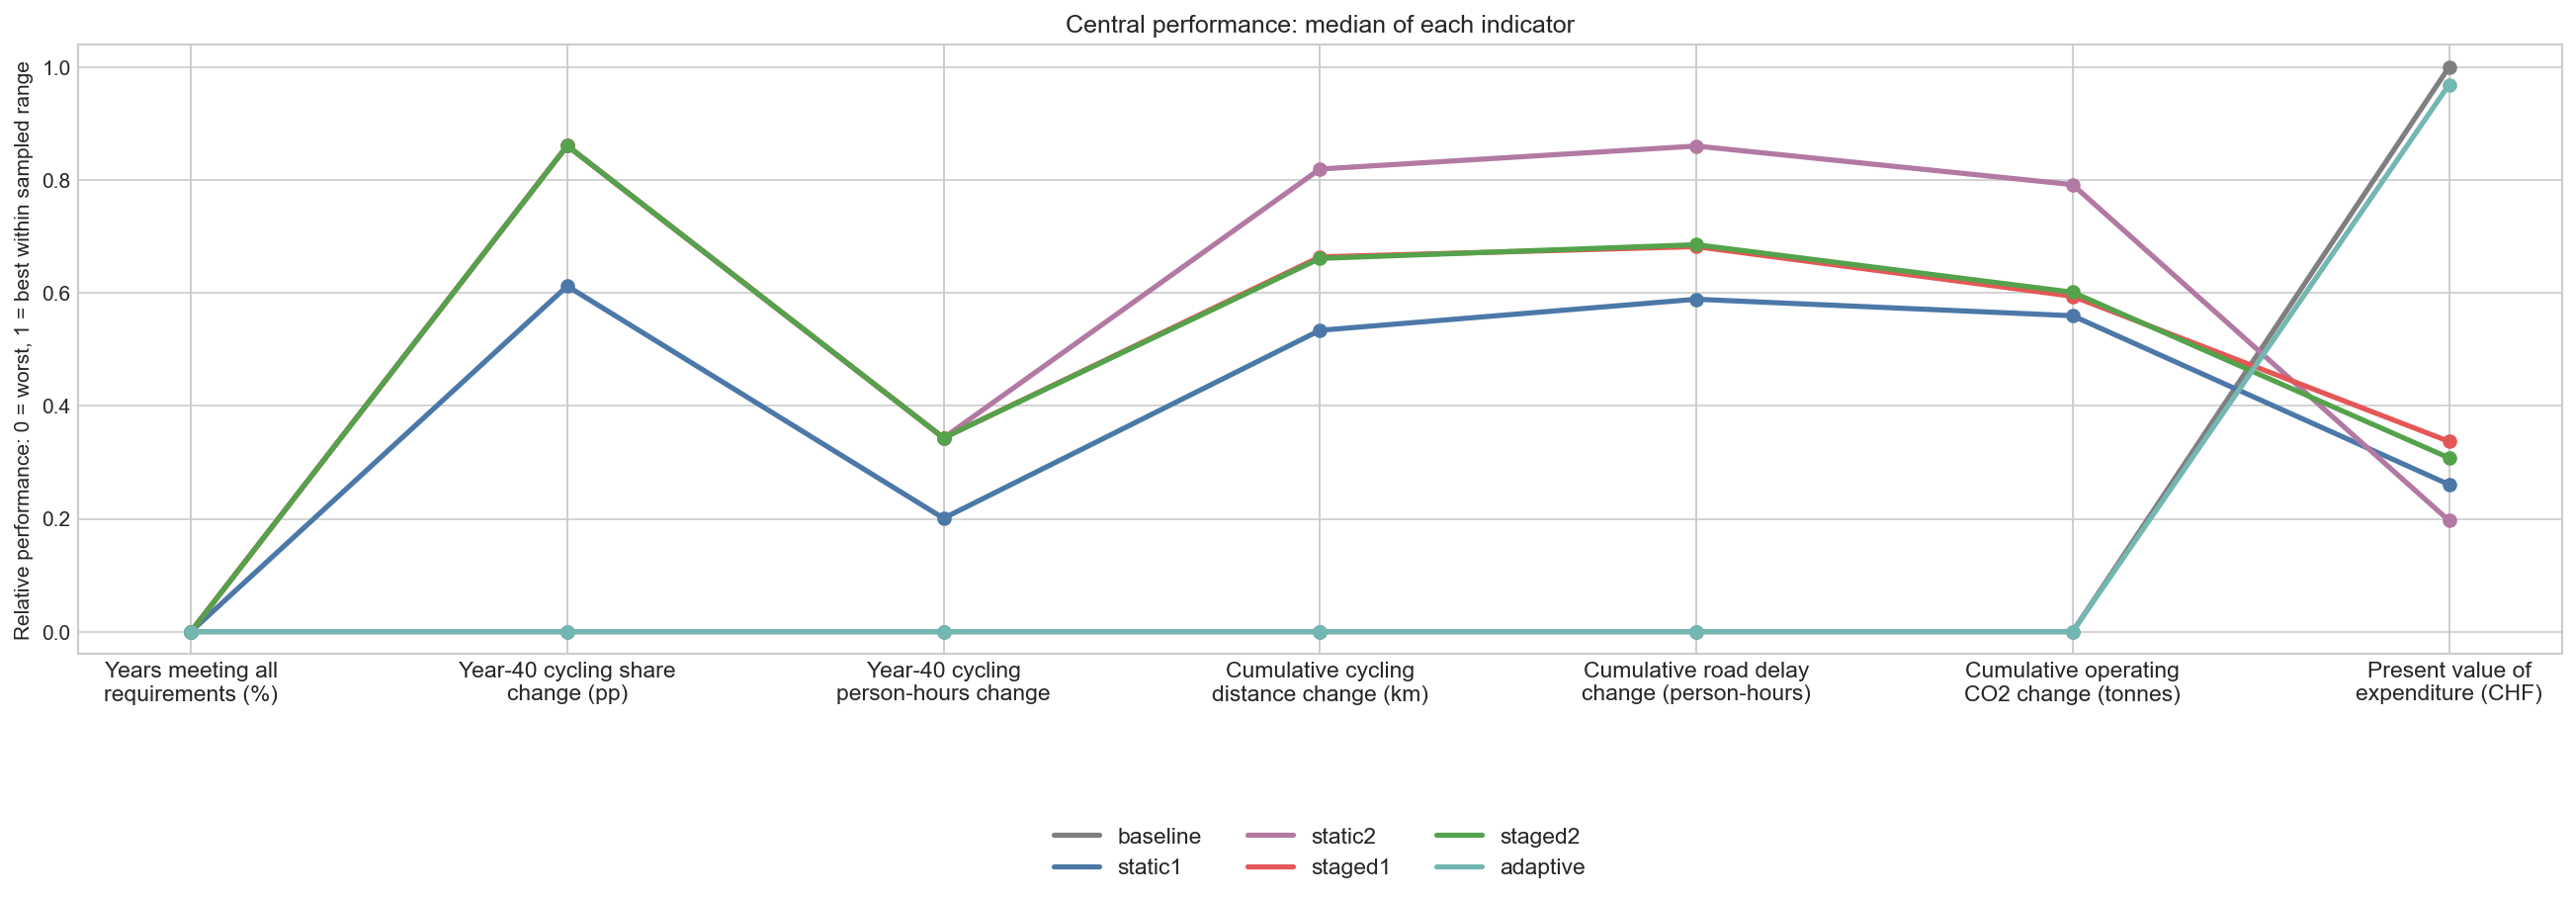 Central performance: median of each indicator
Relative performance: 0 = worst, 1 = best within sampled range
1.0
0.8
0.6
0.4
0.2
0.0
Years meeting all
requirements (%)
Year-40 cycling share
change (pp)
Year-40 cycling
person-hours change
Cumulative cycling
distance change (km)
Cumulative road delay
change (person-hours)
Cumulative operating
CO2 change (tonnes)
Present value of
expenditure (CHF)
baseline
static1
static2
staged1
staged2
adaptive